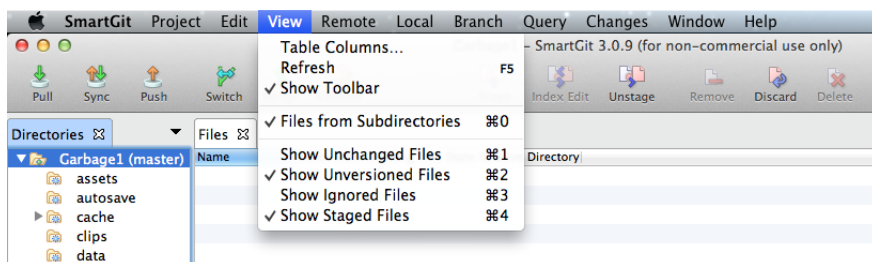 SmartGit Project Edit View Remote Local Branch Query Changes Window Help
– SmartGit 3.0.9 (for non-commercial use only)
Pull Sync Push Switch Index Edit Unstage Remove Discard Delete
Table Columns...
Refresh F5
✓ Show Toolbar
✓ Files from Subdirectories ⌘0
Show Unchanged Files ⌘1
✓ Show Unversioned Files ⌘2
Show Ignored Files ⌘3
✓ Show Staged Files ⌘4
Directories
Files
Name Directory
Garbage1 (master)
assets
autosave
cache
clips
data